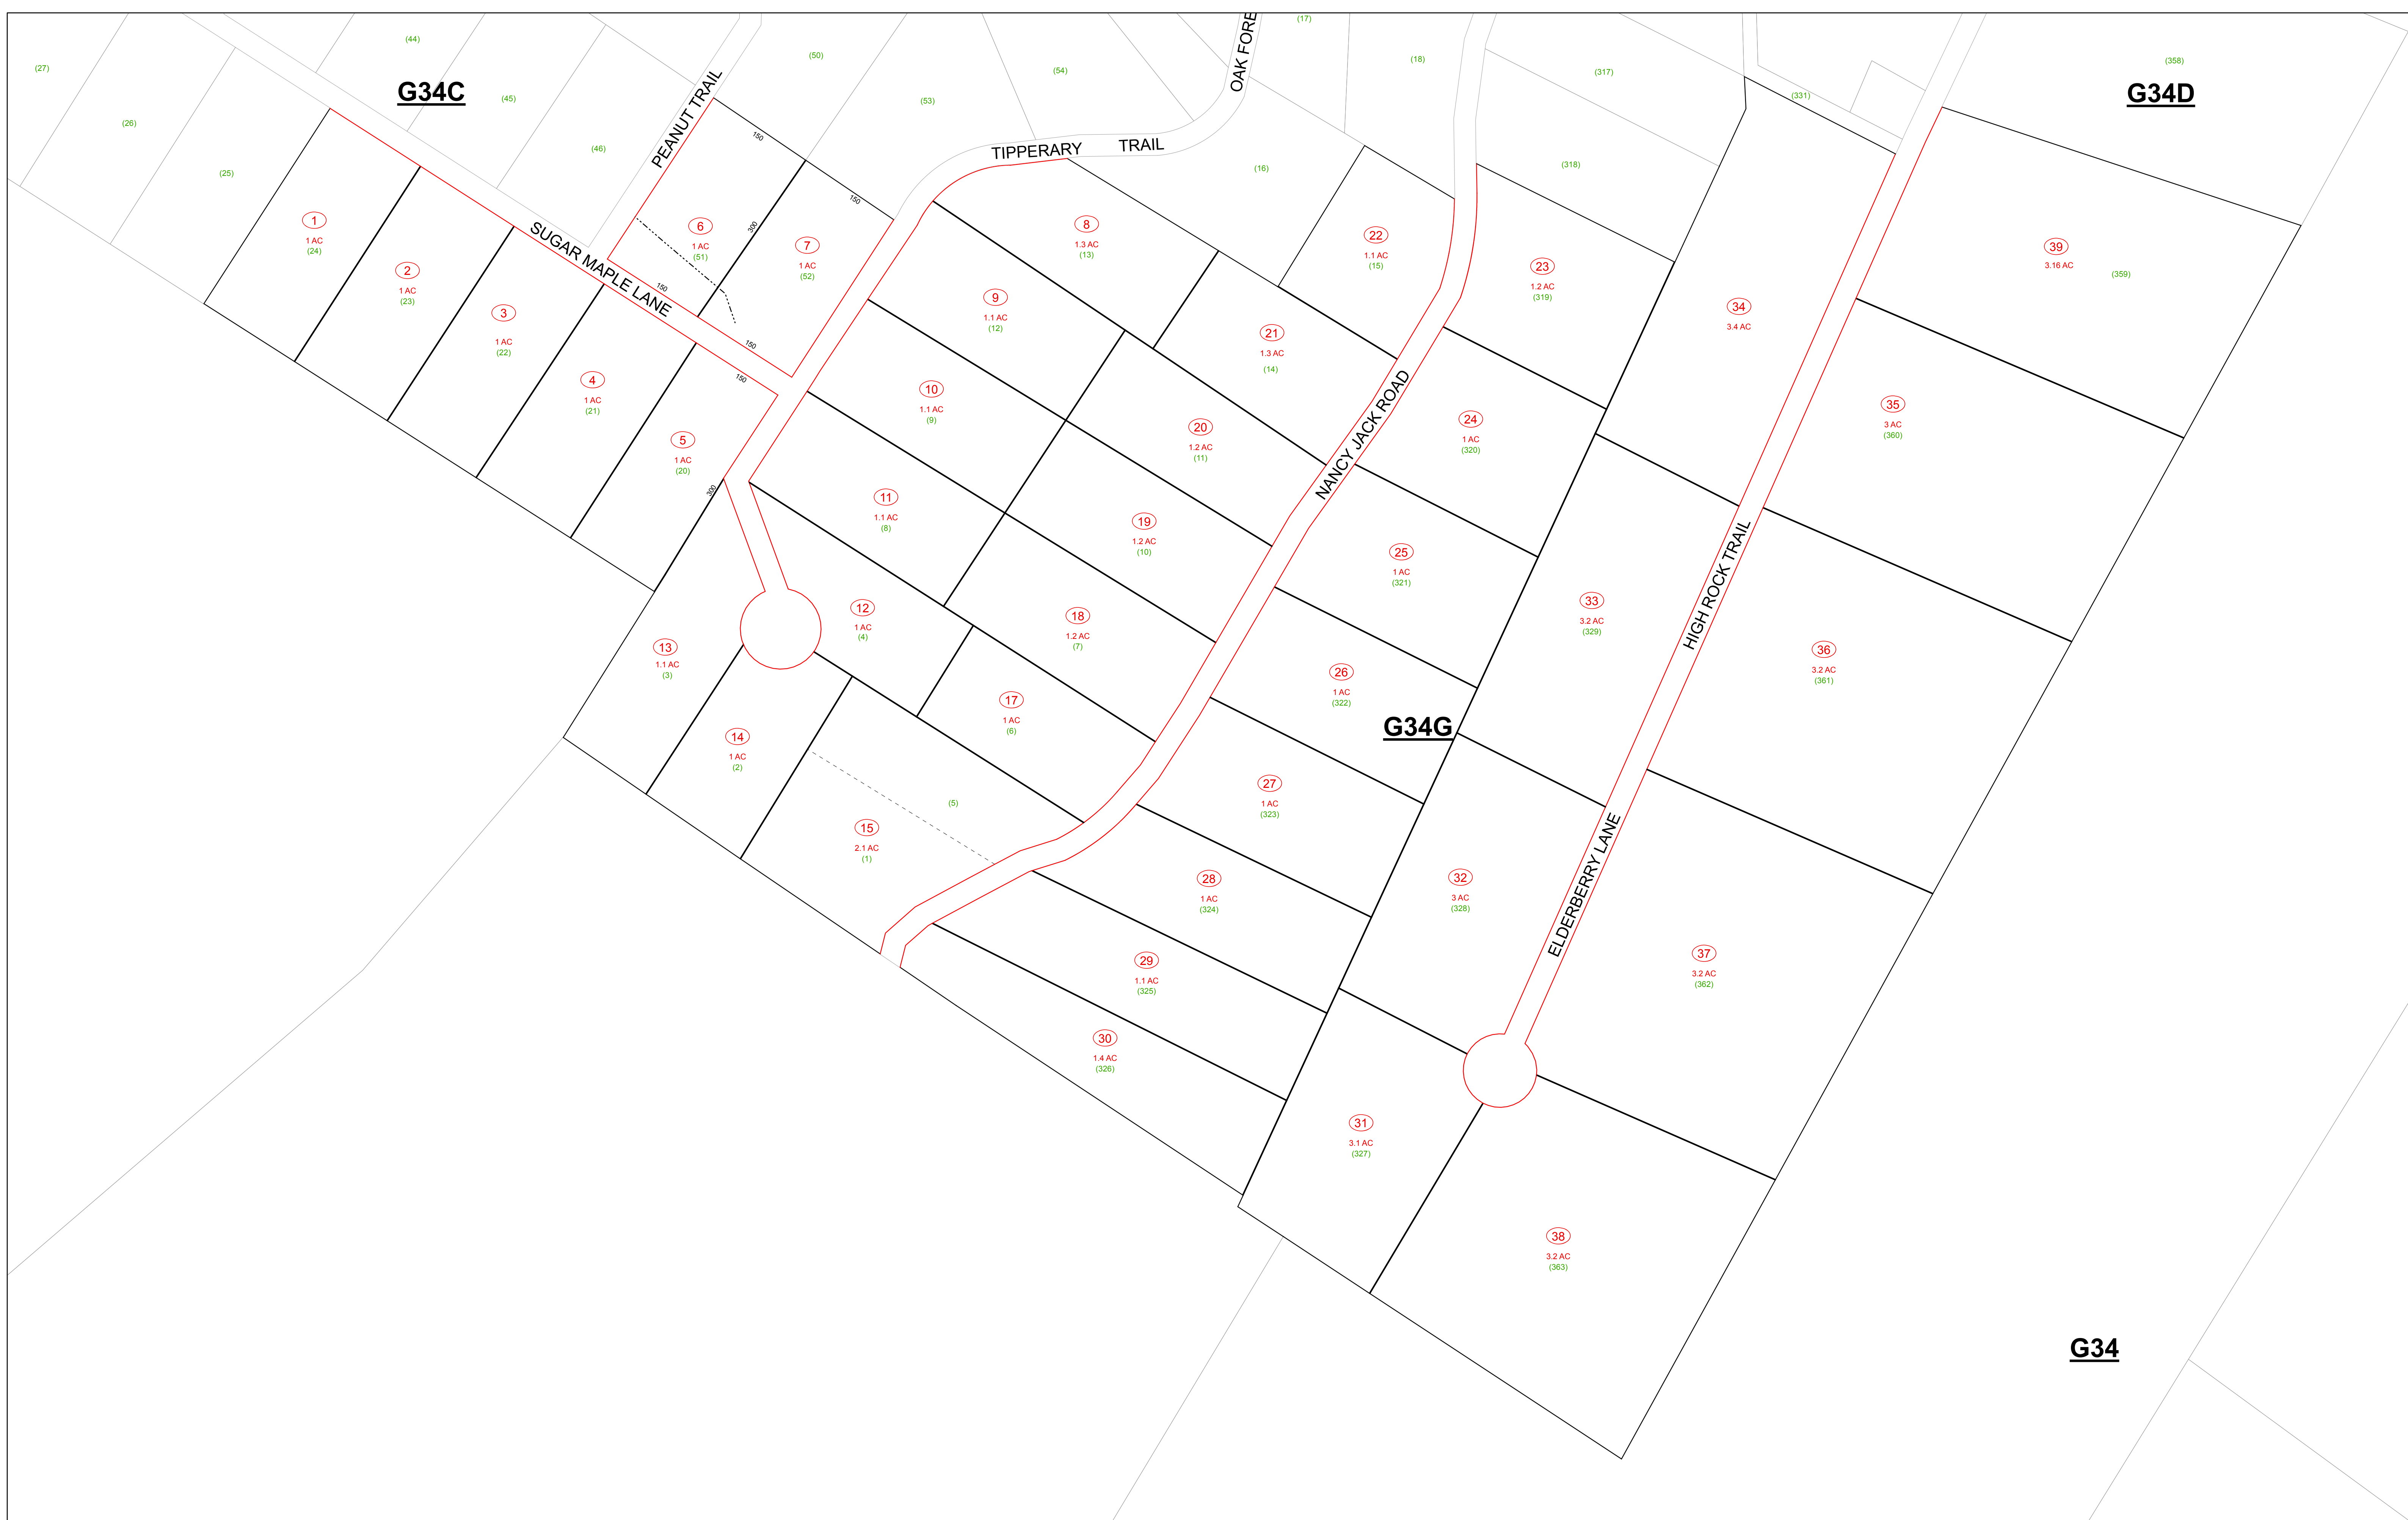 (17)
(44)
(50)
(18)
(358)
(27)
(54)
(317)
G34C
G34D
(45)
(53)
(331)
OAK FORE
PEANUT TRAIL
(26)
150
TIPPERARY TRAIL
(46)
(25)
(16)
(318)
150
1
1 AC
(24)
6
1 AC
(51)
300
7
1 AC
(52)
8
1.3 AC
(13)
22
1.1 AC
(15)
23
1.2 AC
(319)
39
3.16 AC
(359)
SUGAR MAPLE LANE
2
1 AC
(23)
150
9
1.1 AC
(12)
34
3.4 AC
3
1 AC
(22)
150
21
1.3 AC
(14)
4
1 AC
(21)
150
10
1.1 AC
(9)
NANCY JACK ROAD
35
3 AC
(360)
5
1 AC
(20)
20
1.2 AC
(11)
24
1 AC
(320)
300
11
1.1 AC
(8)
19
1.2 AC
(10)
25
1 AC
(321)
HIGH ROCK TRAIL
12
1 AC
(4)
18
1.2 AC
(7)
33
3.2 AC
(329)
13
1.1 AC
(3)
26
1 AC
(322)
36
3.2 AC
(361)
17
1 AC
(6)
G34G
14
1 AC
(2)
27
1 AC
(323)
(5)
15
2.1 AC
(1)
ELDERBERRY LANE
28
1 AC
(324)
32
3 AC
(328)
29
1.1 AC
(325)
37
3.2 AC
(362)
30
1.4 AC
(326)
31
3.1 AC
(327)
38
3.2 AC
(363)
G34